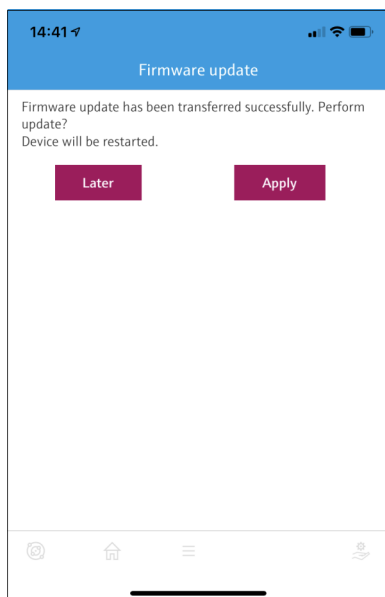 14:41
Firmware update
Firmware update has been transferred successfully. Perform
update?
Device will be restarted.
Later Apply